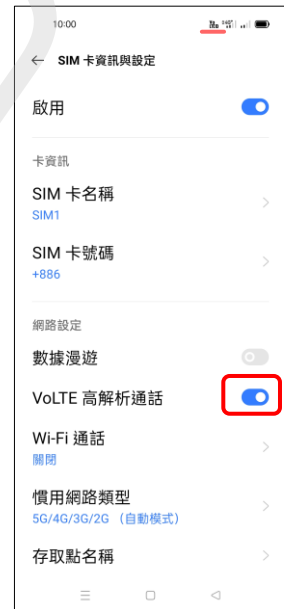 10:00
SIM 卡資訊與設定
啟用
卡資訊
SIM 卡名稱
SIM1
SIM 卡號碼
+886
網路設定
數據漫遊
VoLTE 高解析通話
Wi-Fi 通話
關閉
慣用網路類型
5G/4G/3G/2G （自動模式）
存取點名稱